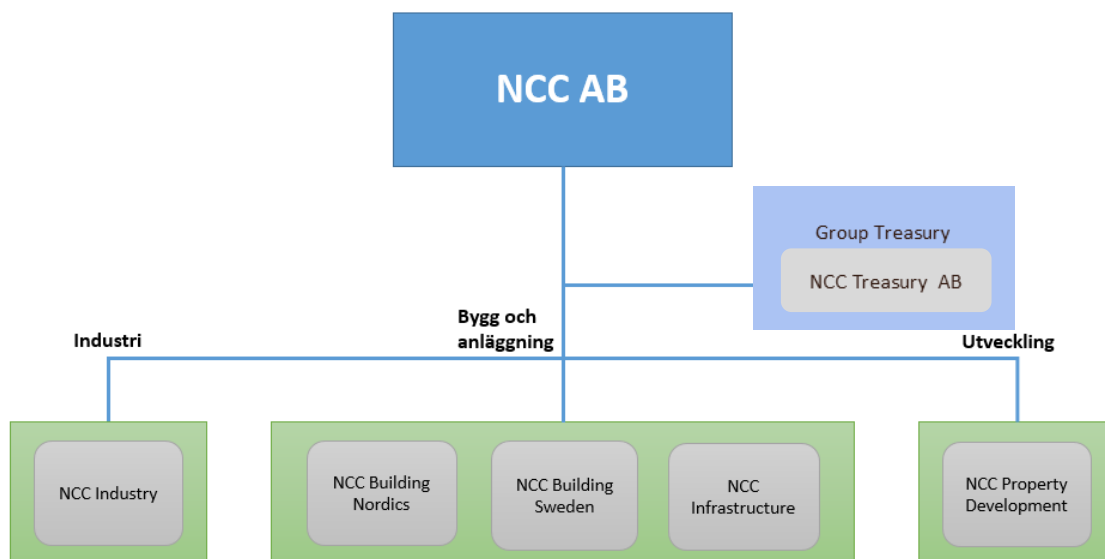 NCC AB
Group Treasury
NCC Treasury AB
Industri
Bygg och
anläggning
Utveckling
NCC Industry
NCC Building
Nordics
NCC Building
Sweden
NCC
Infrastructure
NCC Property
Development